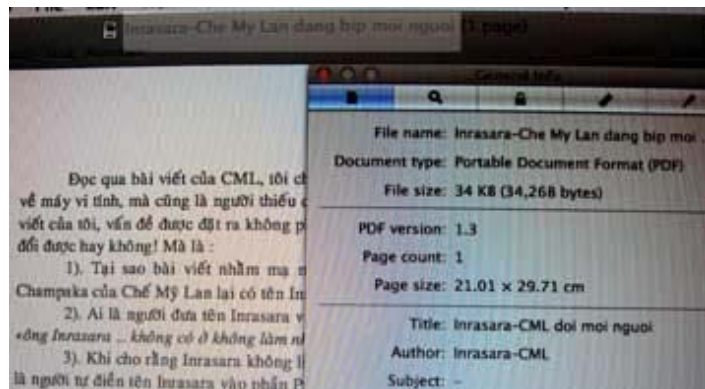 Inrasara-Che My Lan dang bip moi nguoi (1 page)
General Info
File name: Inrasara-Che My Lan dang bip moi
Document type: Portable Document Format (PDF)
File size: 34 KB (34,268 bytes)
PDF version: 1.3
Page count: 1
Page size: 21.01 × 29.71 cm
Title: Inrasara-CML doi moi nguoi
Author: Inrasara-CML
Subject: -
Đọc qua bài viết của CML, tôi
về máy vi tính, mà cũng là người thiếu
viết của tôi, vấn đề được đặt ra không
đổi được hay không! Mà là :
1). Tại sao bài viết nhằm mạ
Champaka của Chế Mỹ Lan lại có tên
2). Ai là người đưa tên Inrasara
«ông Inrasara ... không có ở không làm
3). Khi cho rằng Inrasara không
là người tự điền tên Inrasara vào phần